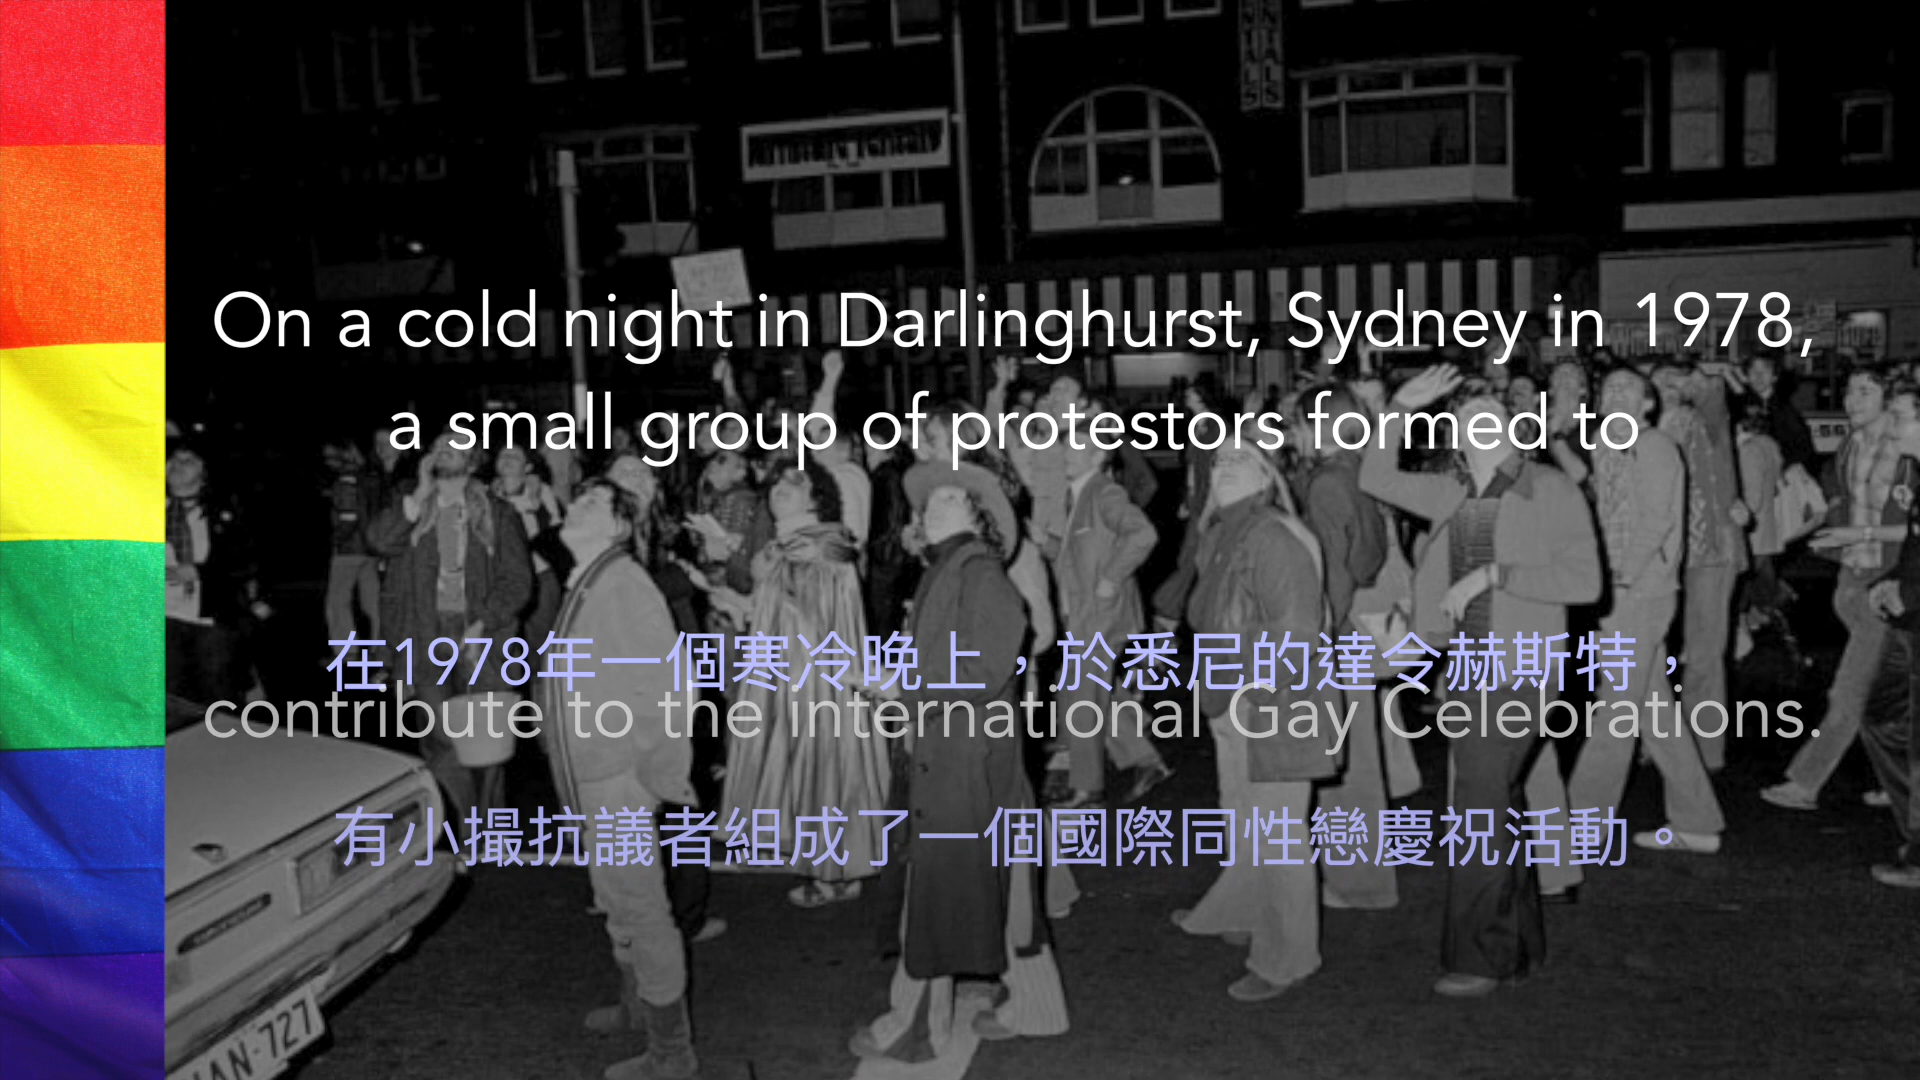 On a cold night in Darlinghurst, Sydney in 1978,
a small group of protestors formed to
在1978年一個寒冷晚上，於悉尼的達令赫斯特，
contribute to the international Gay Celebrations.
有小撮抗議者組成了一個國際同性戀慶祝活動。
AN·727